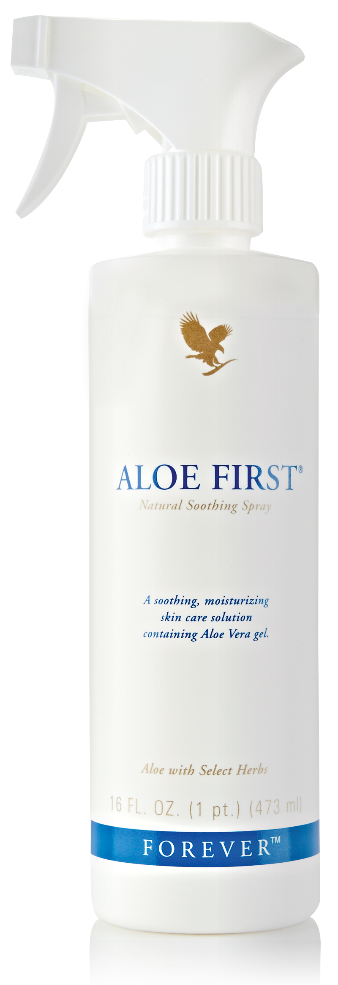 ALOE FIRST®
Natural Soothing Spray
A soothing, moisturizing
skin care solution
containing Aloe Vera gel.
Aloe with Select Herbs
16 FL. OZ. (1 pt.) (473 ml)
FOREVER™